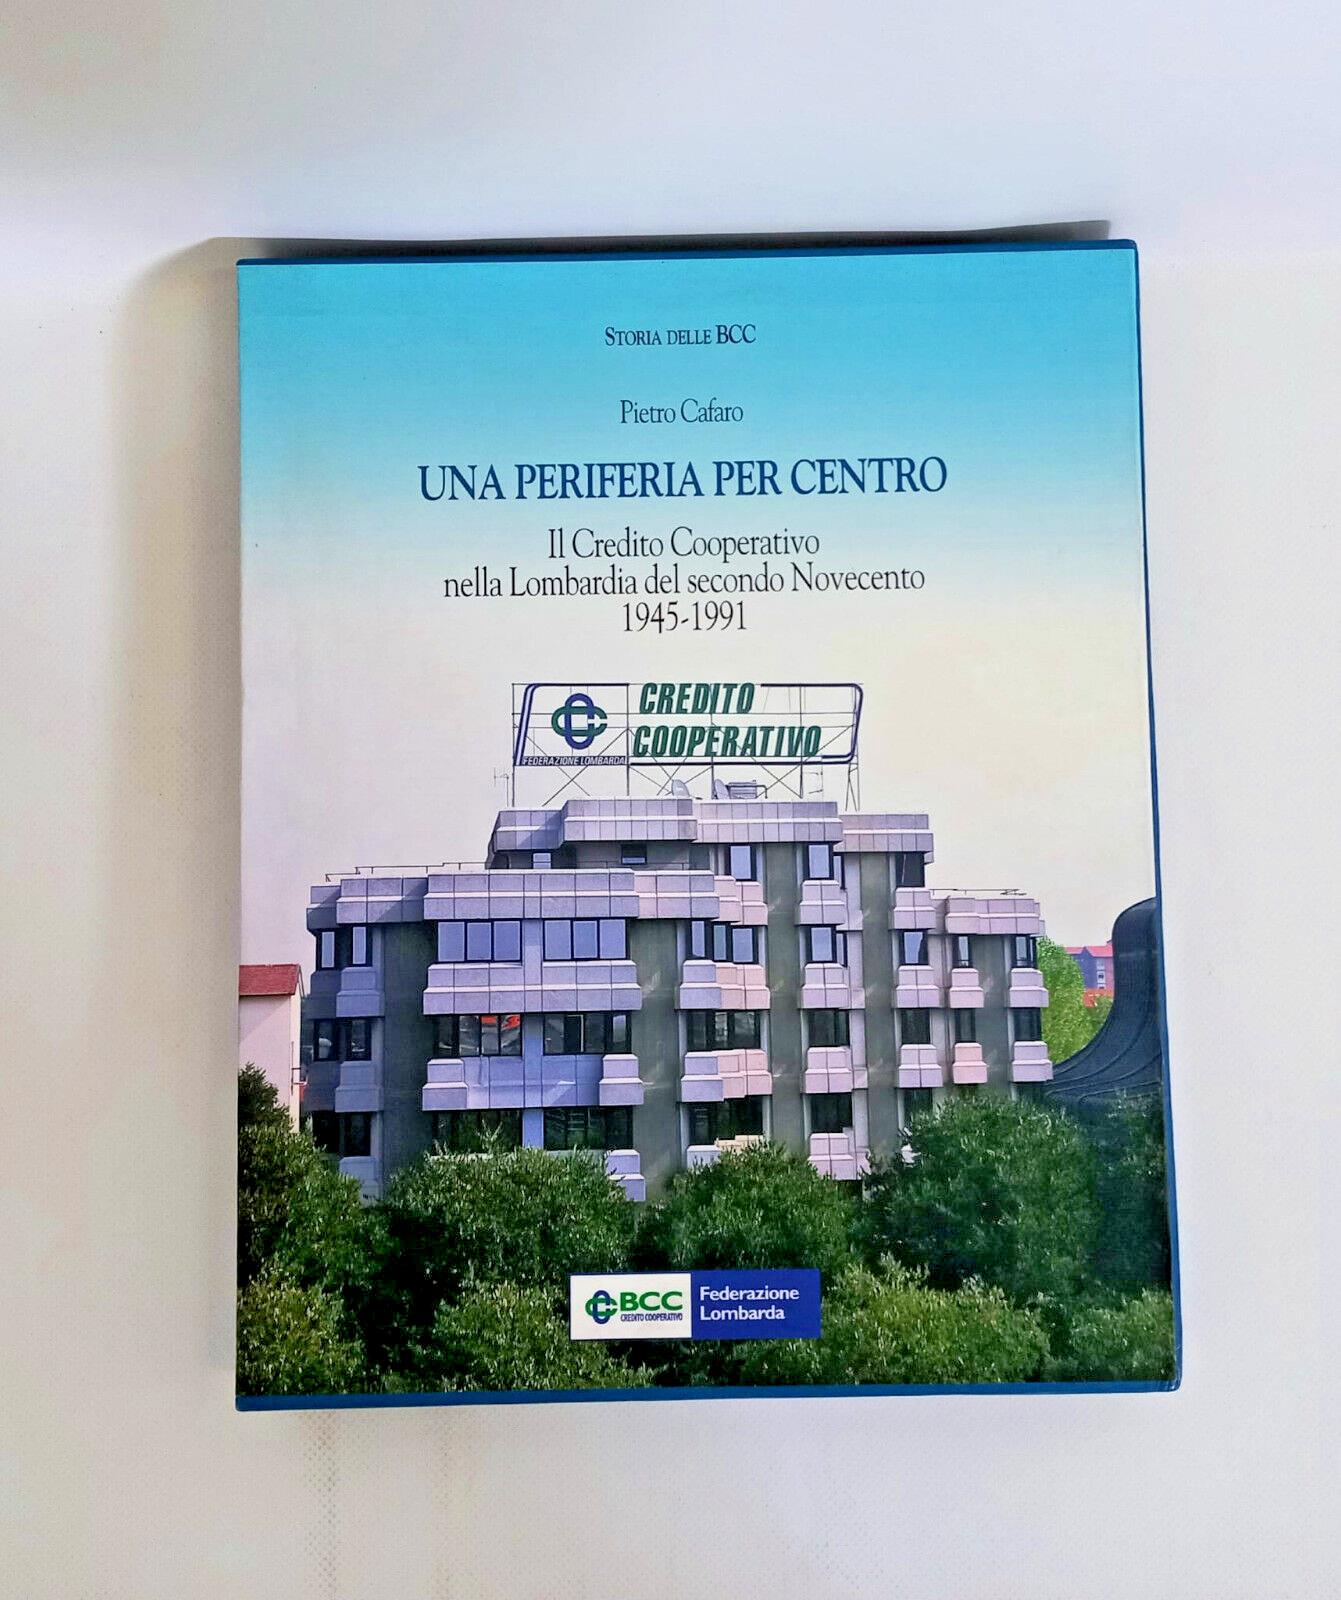 STORIA DELLE BCC
Pietro Cafaro
UNA PERIFERIA PER CENTRO
Il Credito Cooperativo
nella Lombardia del secondo Novecento
1945-1991
CREDITO
COOPERATIVO
FEDERAZIONE LOMBARDA
BCC
CREDITO COOPERATIVO
Federazione
Lombarda